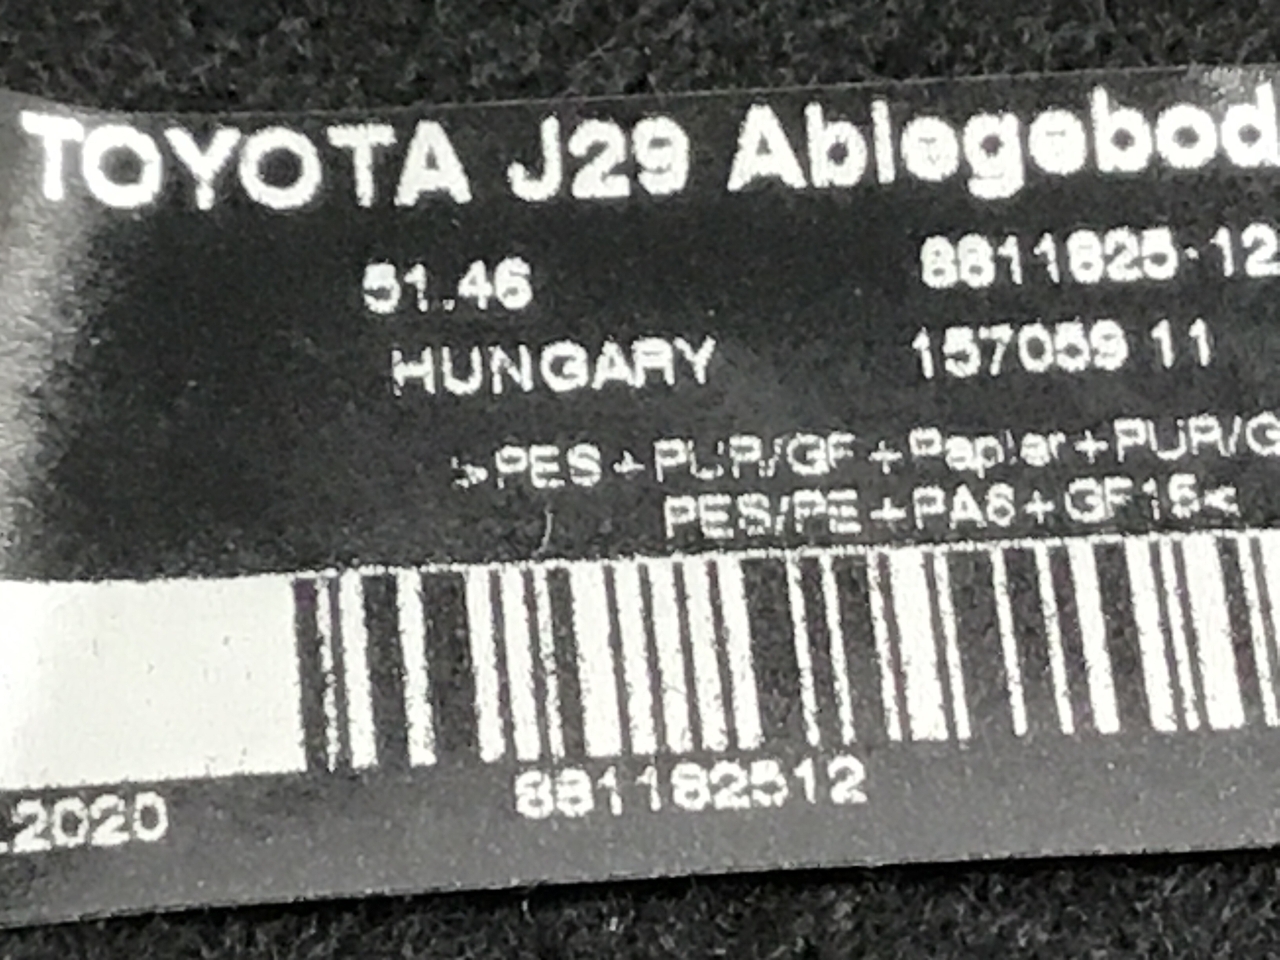 TOYOTA J29 Ablegebod
51.46 8811825-12
HUNGARY 157059 11
>PES+PUR/GF+Papier+PUR/G
PES/PE+PA6+GF15<
.2020 881182512